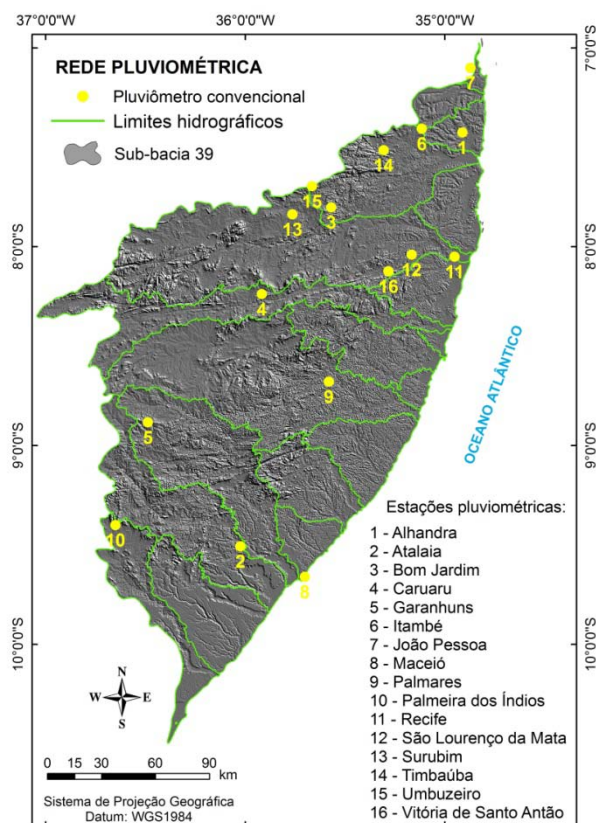 37°0'0"W 36°0'0"W 35°0'0"W
REDE PLUVIOMÉTRICA
Pluviômetro convencional
Limites hidrográficos
Sub-bacia 39
7°0'0"S
7
6
1
14
15
3
13
8°0'0"S
8°0'0"S
12
11
16
4
OCEANO ATLÂNTICO
9
5
9°0'0"S
9°0'0"S
10
2
8
Estações pluviométricas:
1 - Alhandra
2 - Atalaia
3 - Bom Jardim
4 - Caruaru
5 - Garanhuns
6 - Itambé
7 - João Pessoa
8 - Maceió
9 - Palmares
10 - Palmeira dos Índios
11 - Recife
12 - São Lourenço da Mata
13 - Surubim
14 - Timbaúba
15 - Umbuzeiro
16 - Vitória de Santo Antão
10°0'0"S
10°0'0"S
N
W E
S
0 15 30 60 90
km
Sistema de Projeção Geográfica
Datum: WGS1984